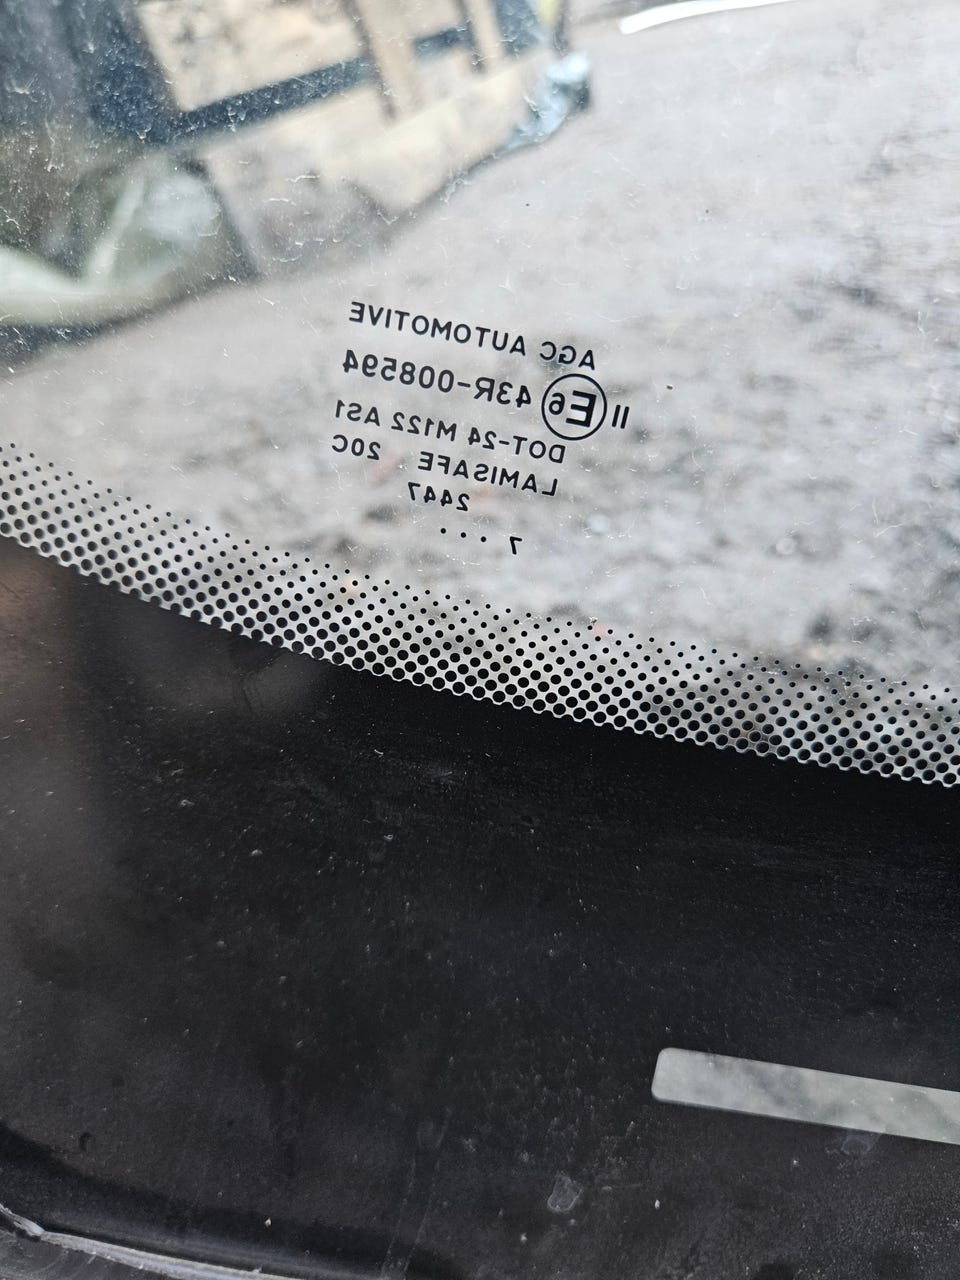 AGC AUTOMOTIVE
II E6 43R-008594
DOT-24 M122 AS1
LAMISAFE 20C
2447
7 . . . .